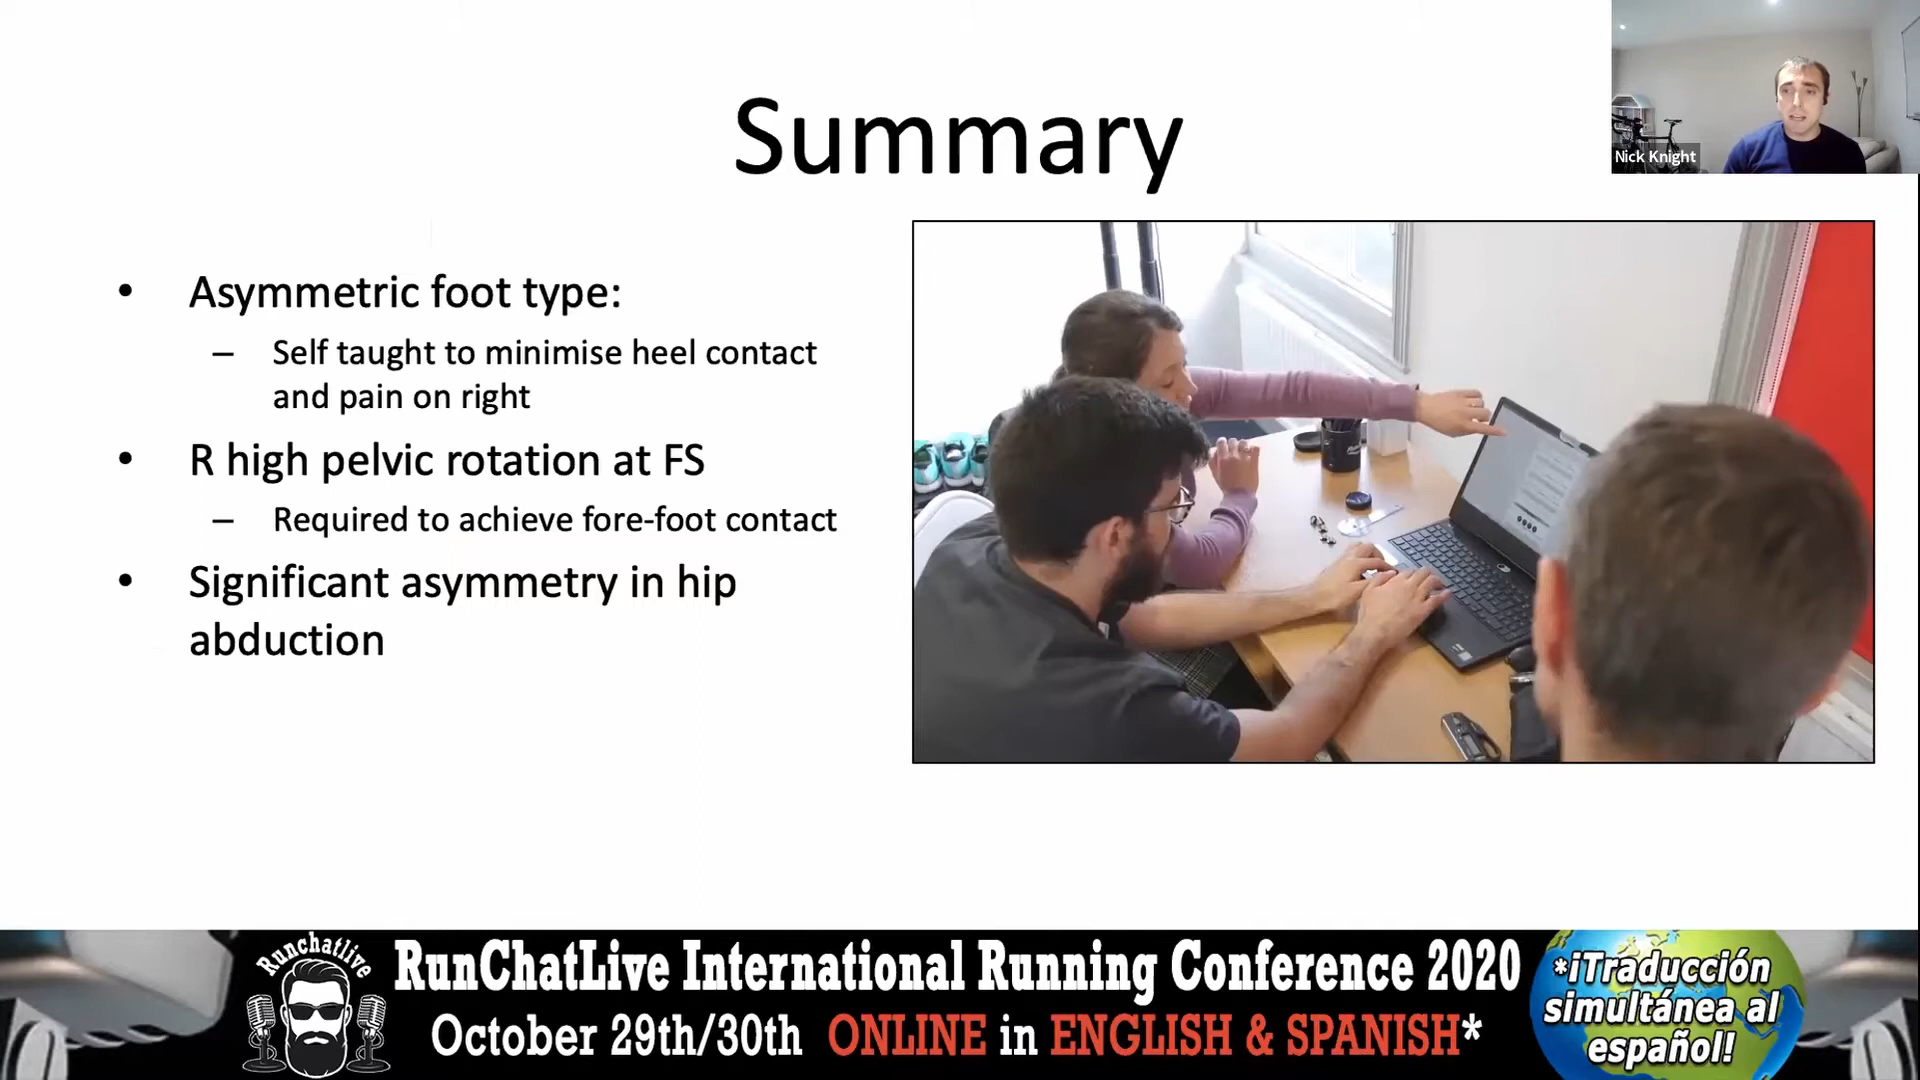 Summary
Nick Knight
• Asymmetric foot type:
– Self taught to minimise heel contact
and pain on right
• R high pelvic rotation at FS
– Required to achieve fore-foot contact
• Significant asymmetry in hip
abduction
Runchatlive
RunChatLive International Running Conference 2020
October 29th/30th ONLINE in ENGLISH & SPANISH*
*¡Traducción
simultánea al
español!